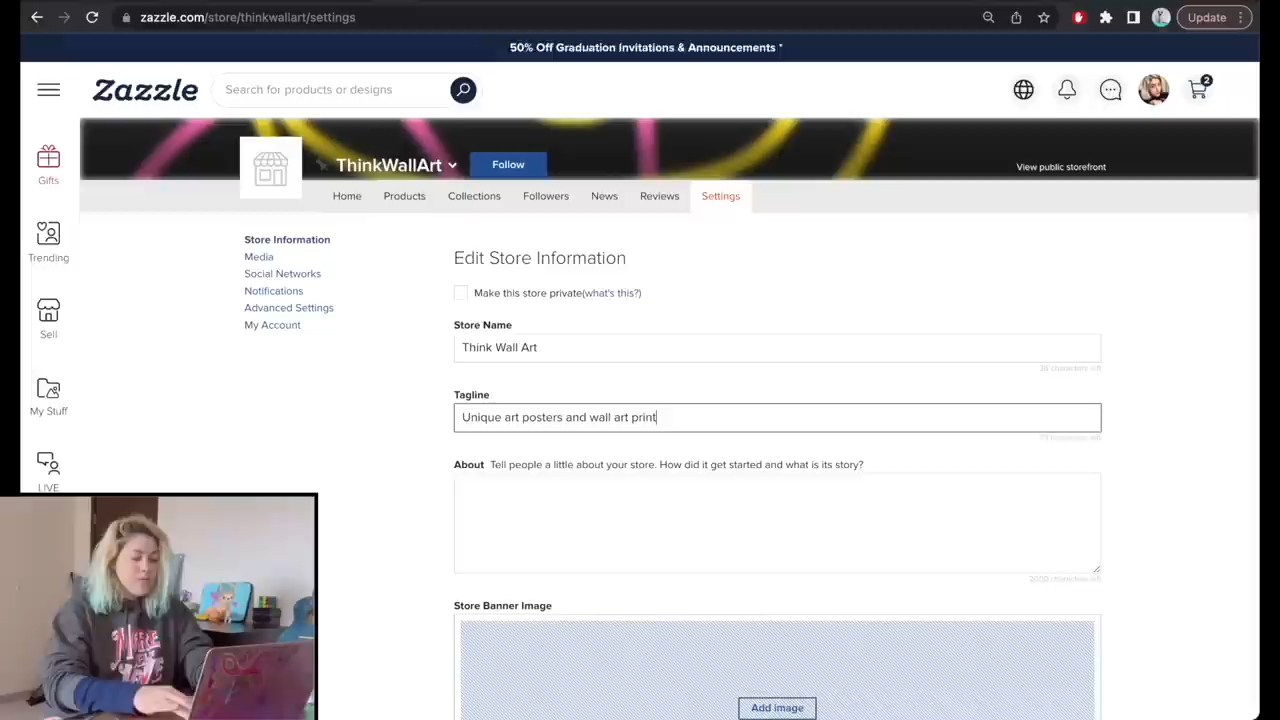 zazzle.com/store/thinkwallart/settings
Update
50% Off Graduation Invitations & Announcements *
Zazzle
Search for products or designs
2
Gifts
Trending
Sell
My Stuff
LIVE
ThinkWallArt
Follow
View public storefront
Home
Products
Collections
Followers
News
Reviews
Settings
Store Information
Media
Social Networks
Notifications
Advanced Settings
My Account
Edit Store Information
Make this store private(what's this?)
Store Name
Think Wall Art
Tagline
Unique art posters and wall art print
About Tell people a little about your store. How did it get started and what is its story?
2000 characters left
Store Banner Image
Add image